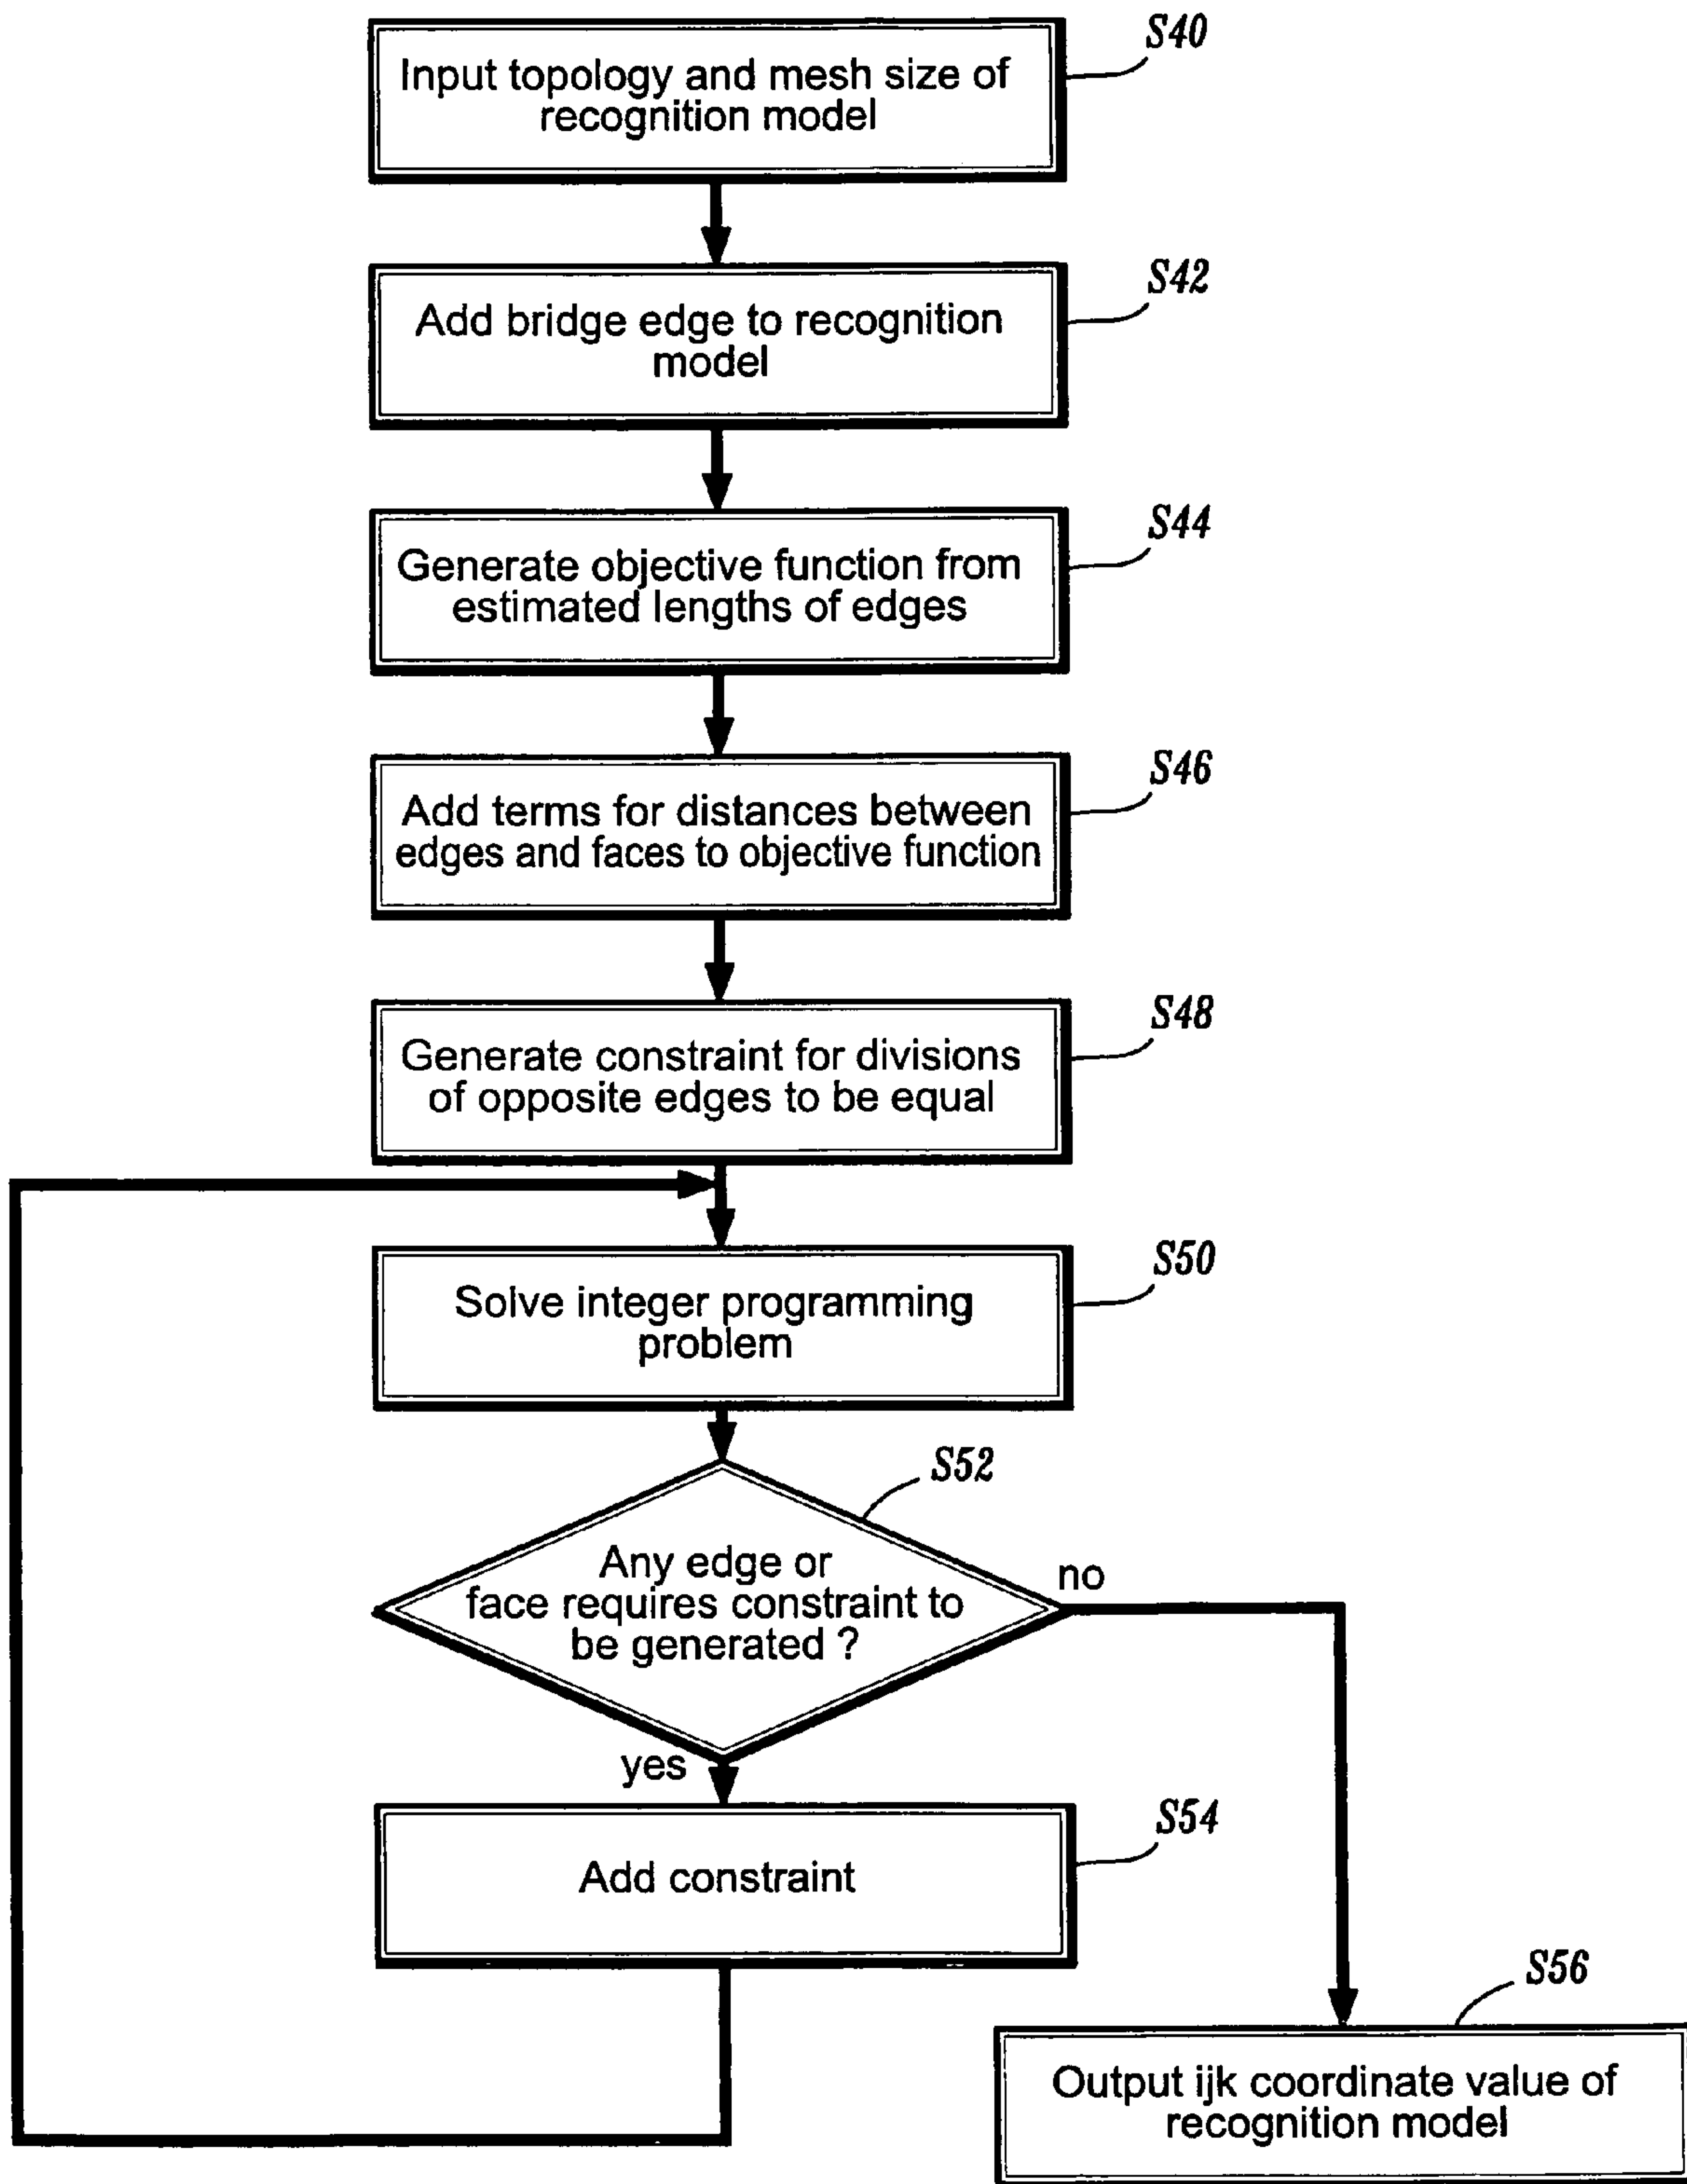 S40
Input topology and mesh size of
recognition model
S42
Add bridge edge to recognition
model
S44
Generate objective function from
estimated lengths of edges
S46
Add terms for distances between
edges and faces to objective function
S48
Generate constraint for divisions
of opposite edges to be equal
S50
Solve integer programming
problem
S52
Any edge or
face requires constraint to
be generated ?
no
yes
S54
Add constraint
S56
Output ijk coordinate value of
recognition model